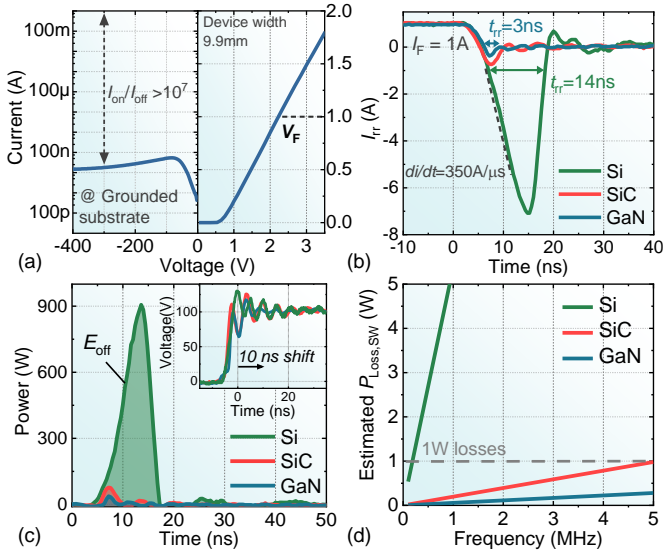 (a)
Current (A)
100m
100μ
100n
100p
I_on/I_off >10^7
@ Grounded
substrate
Device width
9.9mm
V_F
2.0
1.5
1.0
0.5
0.0
-400 -200 0 1 2 3
Voltage (V)
(b)
I_rr (A)
0
-2
-4
-6
-8
I_F = 1A
t_rr=3ns
t_rr=14ns
di/dt=350A/μs
Si
SiC
GaN
-10 0 10 20 30 40
Time (ns)
(c)
Power (W)
900
600
300
0
E_off
Voltage(V)
100
50
0
10 ns shift
-20 0 20
Time (ns)
Si
SiC
GaN
0 10 20 30 40 50
Time (ns)
(d)
Estimated P_Loss,SW (W)
5
4
3
2
1
0
Si
SiC
GaN
1W losses
0 1 2 3 4 5
Frequency (MHz)